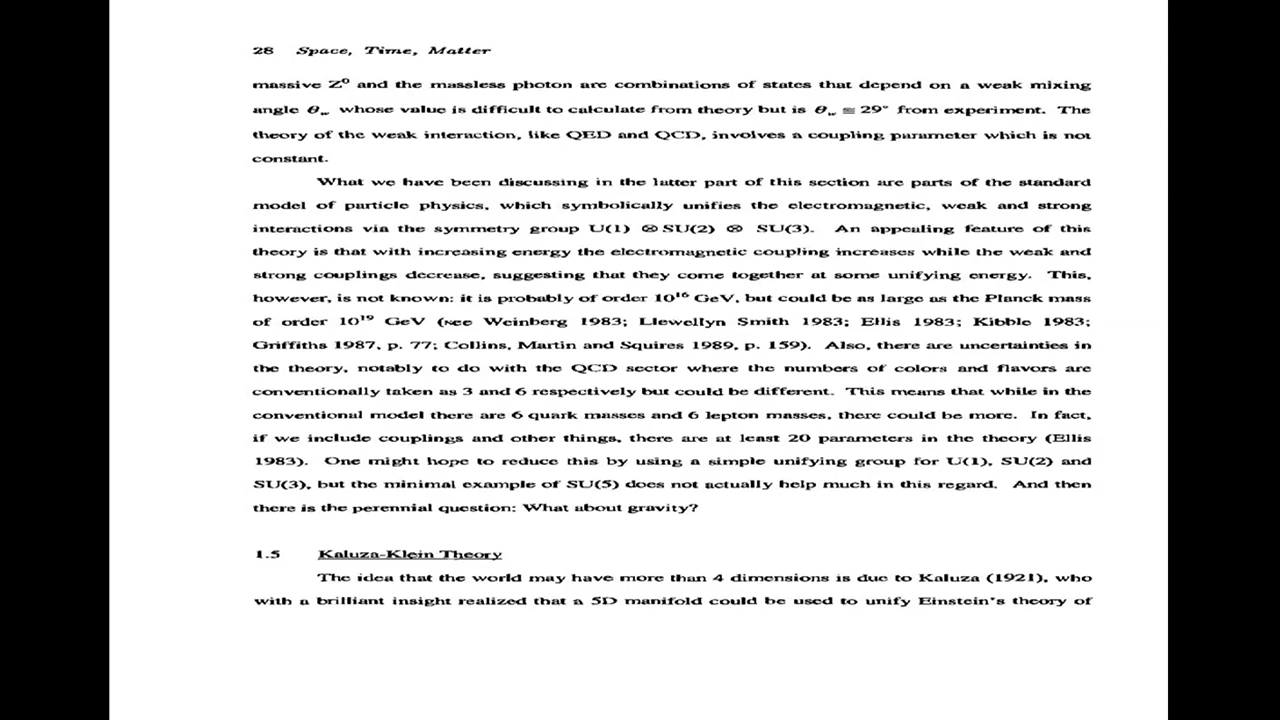 28 Space, Time, Matter
massive Z⁰ and the massless photon are combinations of states that depend on a weak mixing
angle θ_w whose value is difficult to calculate from theory but is θ_w ≅ 29° from experiment. The
theory of the weak interaction, like QED and QCD, involves a coupling parameter which is not
constant.
What we have been discussing in the latter part of this section are parts of the standard
model of particle physics, which symbolically unifies the electromagnetic, weak and strong
interactions via the symmetry group U(1) ⊗ SU(2) ⊗ SU(3). An appealing feature of this
theory is that with increasing energy the electromagnetic coupling increases while the weak and
strong couplings decrease, suggesting that they come together at some unifying energy. This,
however, is not known: it is probably of order 10¹⁶ GeV, but could be as large as the Planck mass
of order 10¹⁹ GeV (see Weinberg 1983; Llewellyn Smith 1983; Ellis 1983; Kibble 1983;
Griffiths 1987, p. 77; Collins, Martin and Squires 1989, p. 159). Also, there are uncertainties in
the theory, notably to do with the QCD sector where the numbers of colors and flavors are
conventionally taken as 3 and 6 respectively but could be different. This means that while in the
conventional model there are 6 quark masses and 6 lepton masses, there could be more. In fact,
if we include couplings and other things, there are at least 20 parameters in the theory (Ellis
1983). One might hope to reduce this by using a simple unifying group for U(1), SU(2) and
SU(3), but the minimal example of SU(5) does not actually help much in this regard. And then
there is the perennial question: What about gravity?
1.5 Kaluza-Klein Theory
The idea that the world may have more than 4 dimensions is due to Kaluza (1921), who
with a brilliant insight realized that a 5D manifold could be used to unify Einstein's theory of